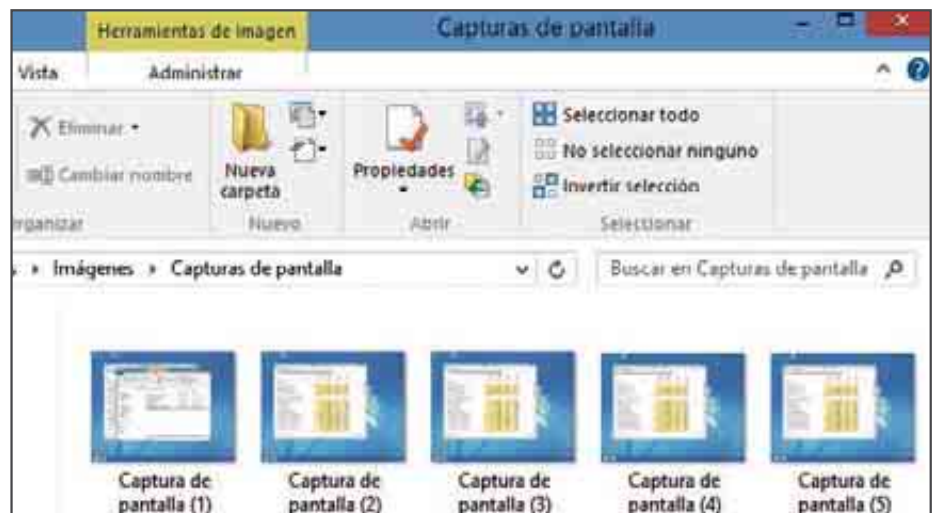 Herramientas de imagen
Capturas de pantalla
Vista
Administrar
Eliminar
Cambiar nombre
Nueva
carpeta
Propiedades
Seleccionar todo
No seleccionar ninguno
Invertir selección
rganizar
Nuevo
Abrir
Seleccionar
Imágenes
Capturas de pantalla
Buscar en Capturas de pantalla
Captura de
pantalla (1)
Captura de
pantalla (2)
Captura de
pantalla (3)
Captura de
pantalla (4)
Captura de
pantalla (5)